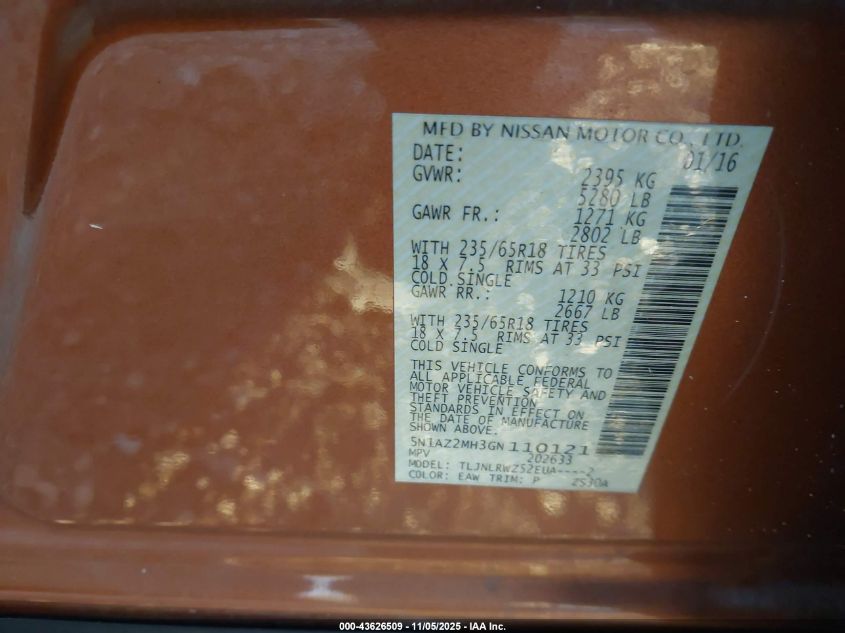 MFD BY NISSAN MOTOR CO., LTD.
DATE: 01/16
GVWR: 2395 KG
5280 LB
GAWR FR.: 1271 KG
2802 LB
WITH 235/65R18 TIRES
18 X 7.5 RIMS AT 33 PSI
COLD SINGLE
GAWR RR.: 1210 KG
2667 LB
WITH 235/65R18 TIRES
18 X 7.5 RIMS AT 33 PSI
COLD SINGLE
THIS VEHICLE CONFORMS TO
ALL APPLICABLE FEDERAL
MOTOR VEHICLE SAFETY AND
THEFT PREVENTION
STANDARDS IN EFFECT ON
THE DATE OF MANUFACTURE
SHOWN ABOVE.
5N1AZ2MH3GN110121
MPV 202633
MODEL: TLJNLRWZ52EUA----2
COLOR: EAW TRIM: P 2530A
000-43626509 - 11/05/2025 - IAA Inc.